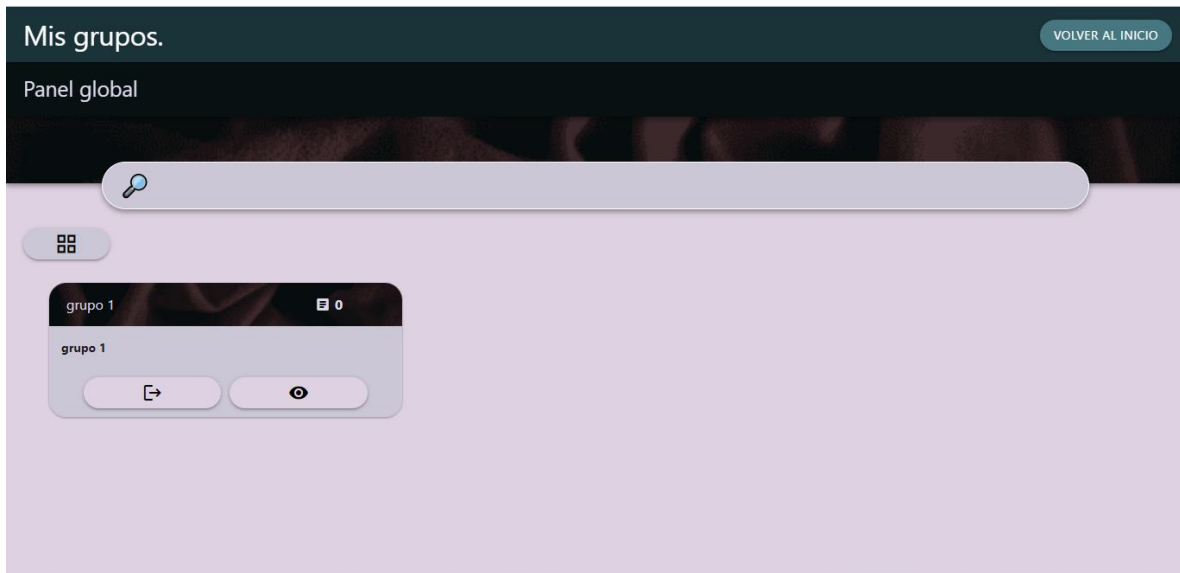 Mis grupos.
VOLVER AL INICIO
Panel global
grupo 1
0
grupo 1